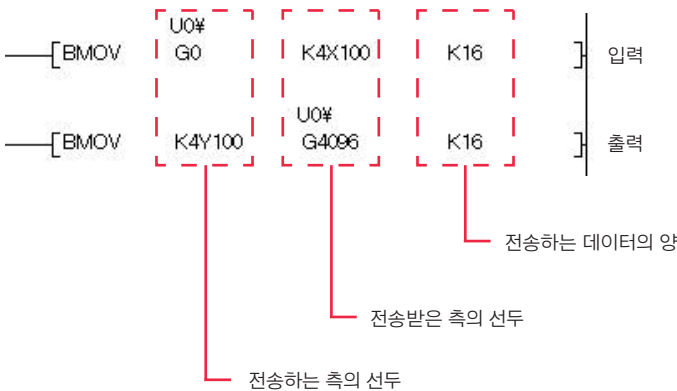 U0¥
[BMOV G0 K4X100 K16 ] 입력
U0¥
[BMOV K4Y100 G4096 K16 ] 출력
전송하는 데이터의 양
전송받은 측의 선두
전송하는 측의 선두